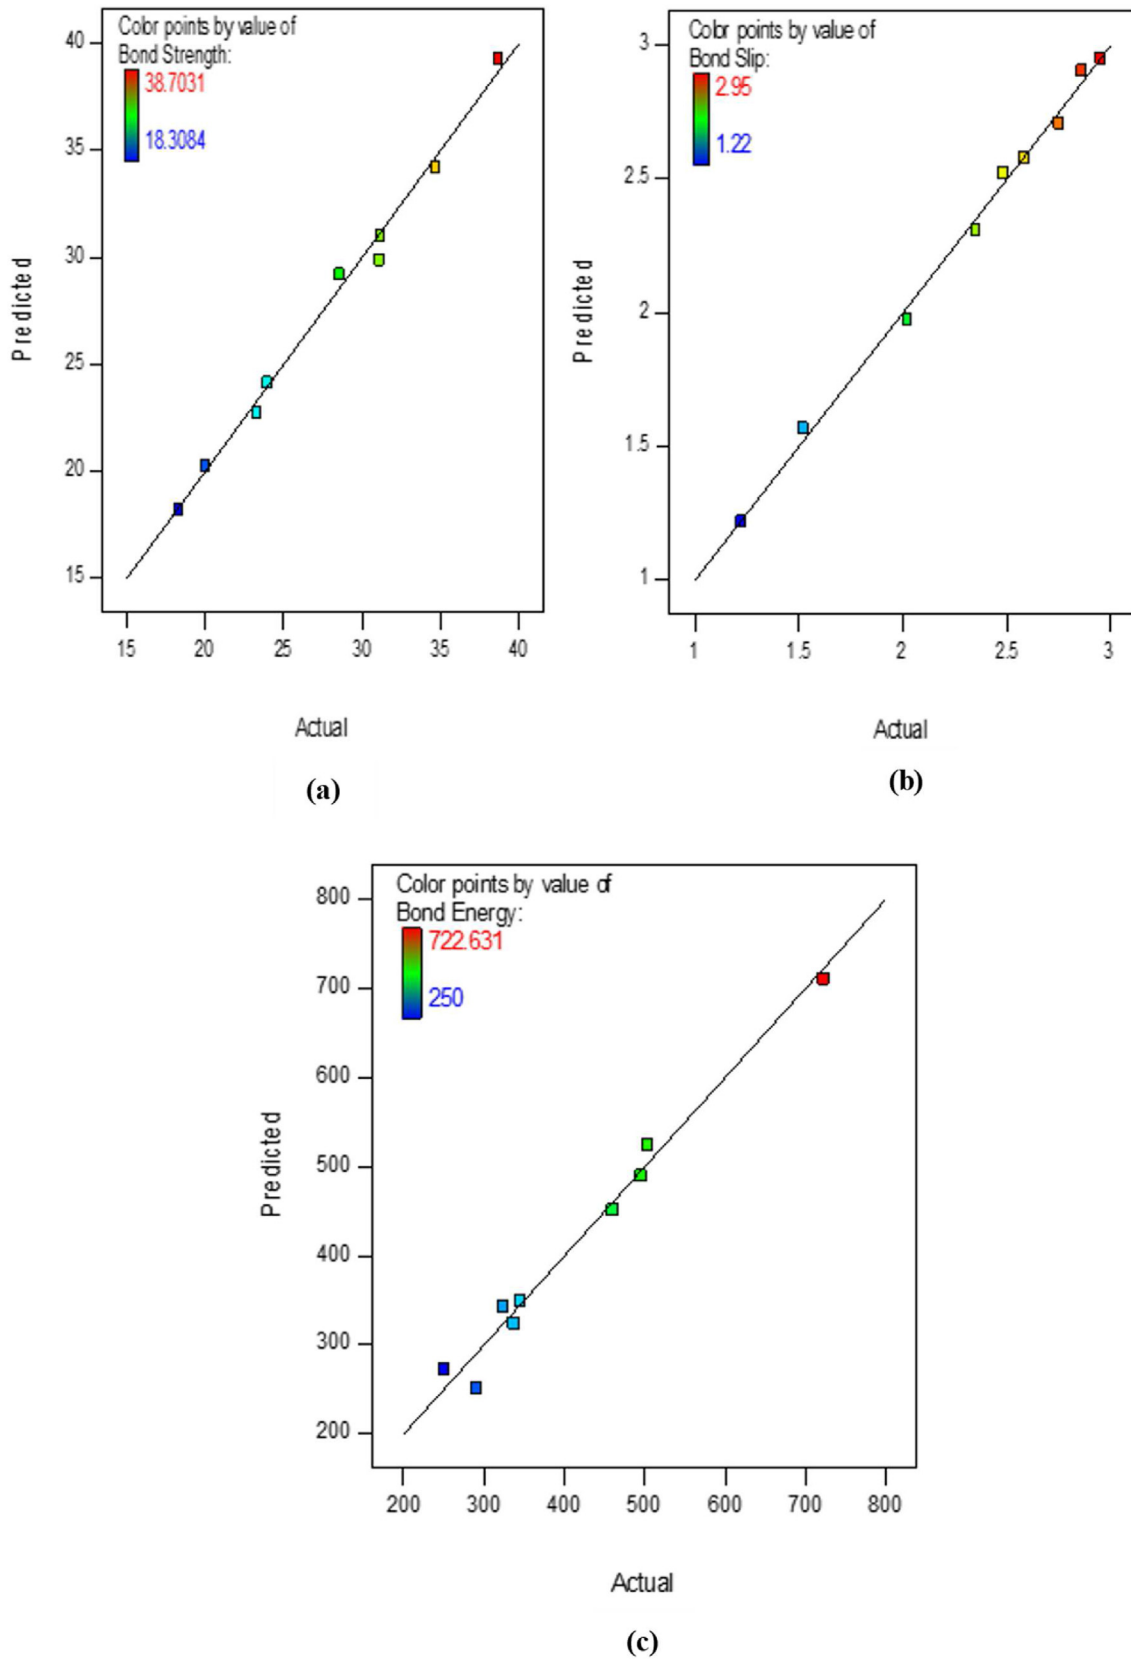 Color points by value of
Bond Strength:
38.7031
18.3084
40
35
30
25
20
15
Predicted
15 20 25 30 35 40
Actual
(a)
Color points by value of
Bond Slip:
2.95
1.22
3
2.5
2
1.5
1
Predicted
1 1.5 2 2.5 3
Actual
(b)
Color points by value of
Bond Energy:
722.631
250
800
700
600
500
400
300
200
Predicted
200 300 400 500 600 700 800
Actual
(c)